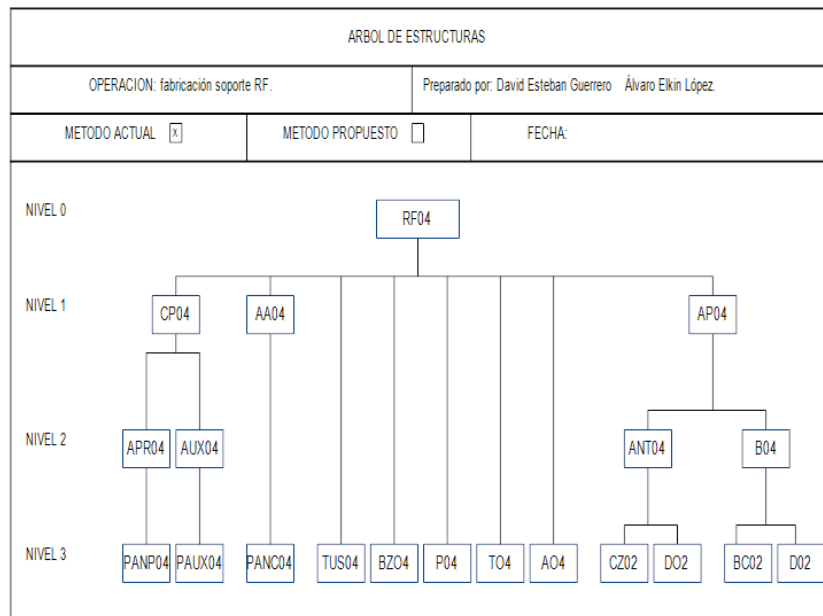 ARBOL DE ESTRUCTURAS
OPERACION: fabricación soporte RF.
Preparado por: David Esteban Guerrero Álvaro Elkin López.
METODO ACTUAL x
METODO PROPUESTO
FECHA:
NIVEL 0
RF04
NIVEL 1
CP04 AA04 AP04
NIVEL 2
APR04 AUX04 ANT04 B04
NIVEL 3
PANP04 PAUX04 PANC04 TUS04 BZO4 P04 TO4 AO4 CZ02 DO2 BC02 D02